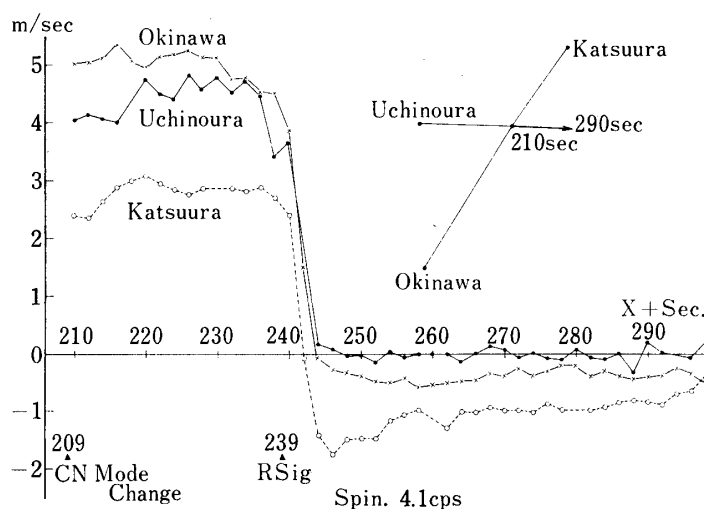 m/sec
5
4
3
2
1
0
−1
−2
Okinawa
Uchinoura
Katsuura
Katsuura
Uchinoura
290sec
210sec
Okinawa
X+Sec.
210 220 230 240 250 260 270 280 290
209
CN Mode
Change
239
RSig
Spin. 4.1cps